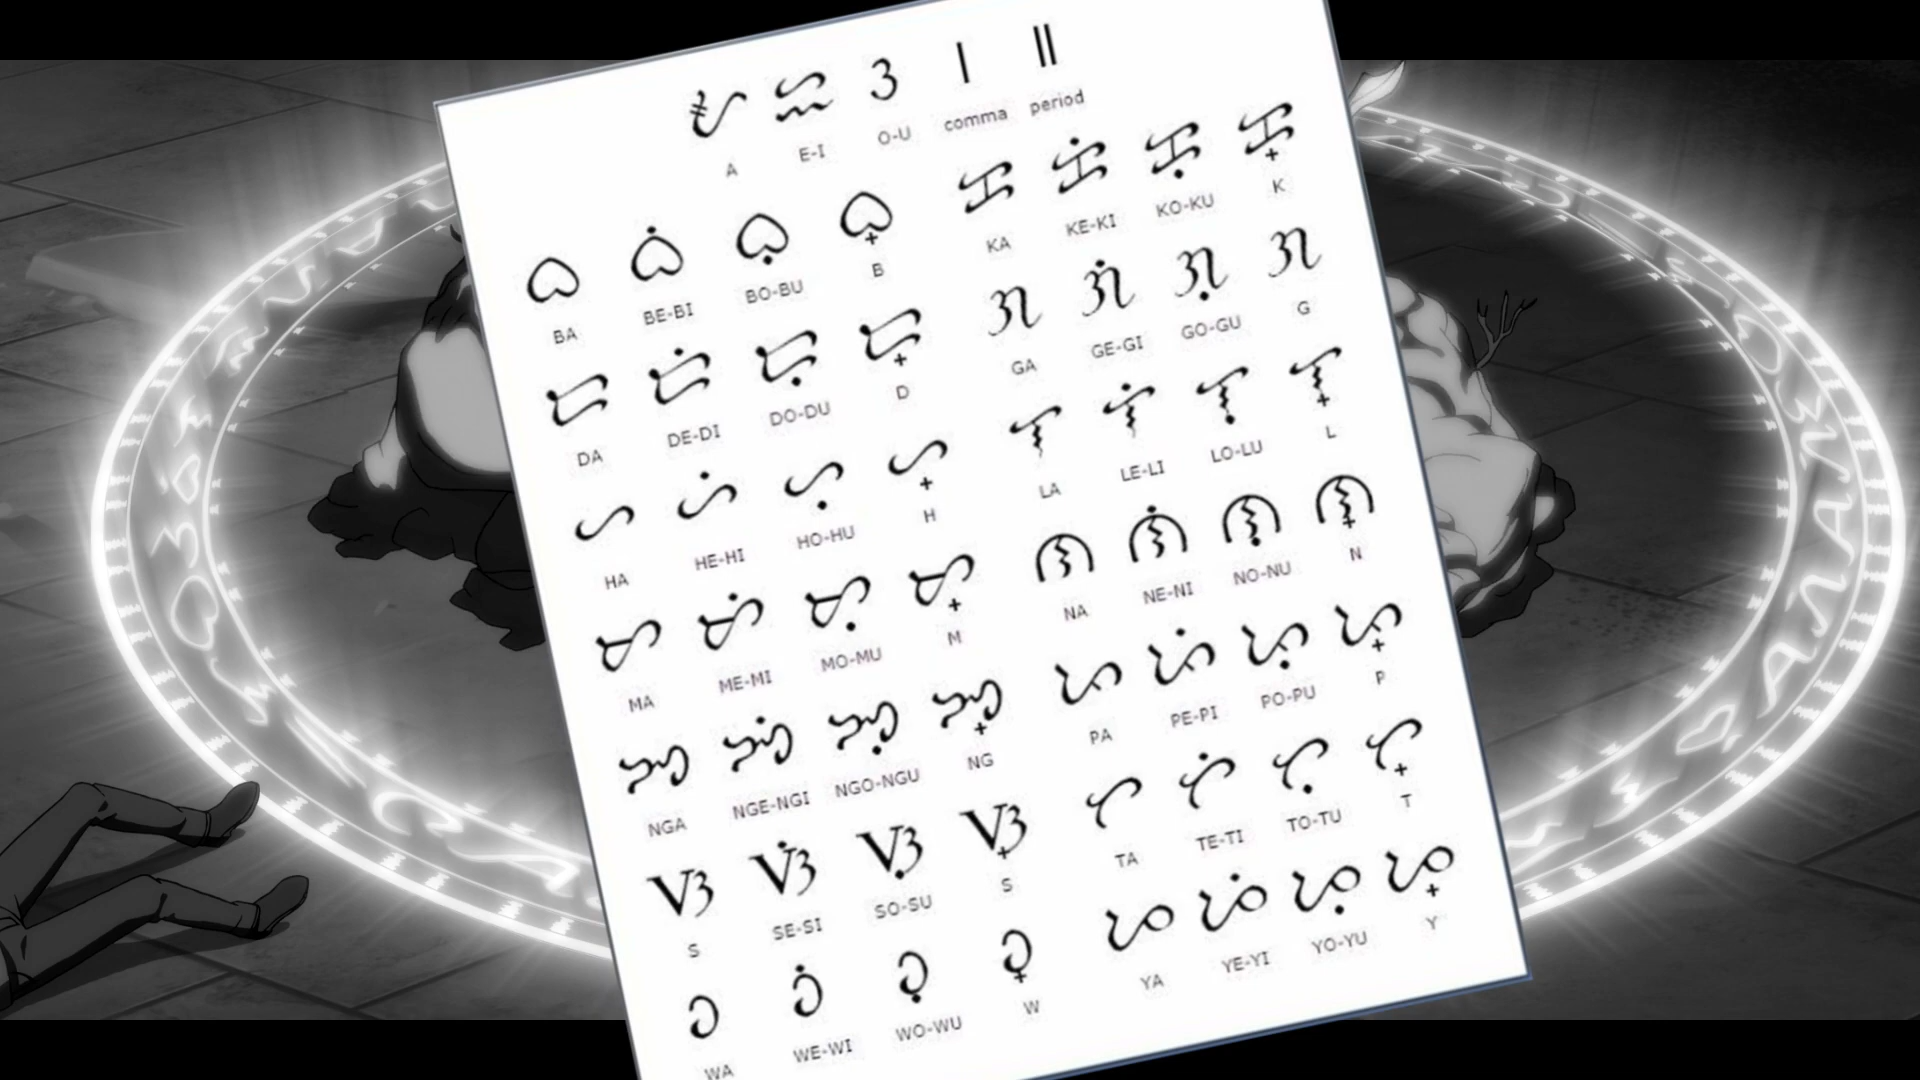 ᜀ ᜁ ᜂ ᜵ ᜶
A E-I O-U comma period
ᜊ ᜊᜒ ᜊᜓ ᜊ᜔ ᜃ ᜃᜒ ᜃᜓ ᜃ᜔
BA BE-BI BO-BU B KA KE-KI KO-KU K
ᜇ ᜇᜒ ᜇᜓ ᜇ᜔ ᜄ ᜄᜒ ᜄᜓ ᜄ
DA DE-DI DO-DU D GA GE-GI GO-GU G
ᜑ ᜑᜒ ᜑᜓ ᜑ᜔ ᜎ ᜎᜒ ᜎᜓ ᜎ᜔
HA HE-HI HO-HU H LA LE-LI LO-LU L
ᜋ ᜋᜒ ᜋᜓ ᜋ᜔ ᜈ ᜈᜒ ᜈᜓ ᜈ᜔
MA ME-MI MO-MU M NA NE-NI NO-NU N
ᜅ ᜅᜒ ᜅᜓ ᜅ᜔ ᜉ ᜉᜒ ᜉᜓ ᜉ᜔
NGA NGE-NGI NGO-NGU NG PA PE-PI PO-PU P
ᜐ ᜐᜒ ᜐᜓ ᜐ᜔ ᜆ ᜆᜒ ᜆᜓ ᜆ᜔
S SE-SI SO-SU S TA TE-TI TO-TU T
ᜏ ᜏᜒ ᜏᜓ ᜏ᜔ ᜌ ᜌᜒ ᜌᜓ ᜌ᜔
WA WE-WI WO-WU W YA YE-YI YO-YU Y